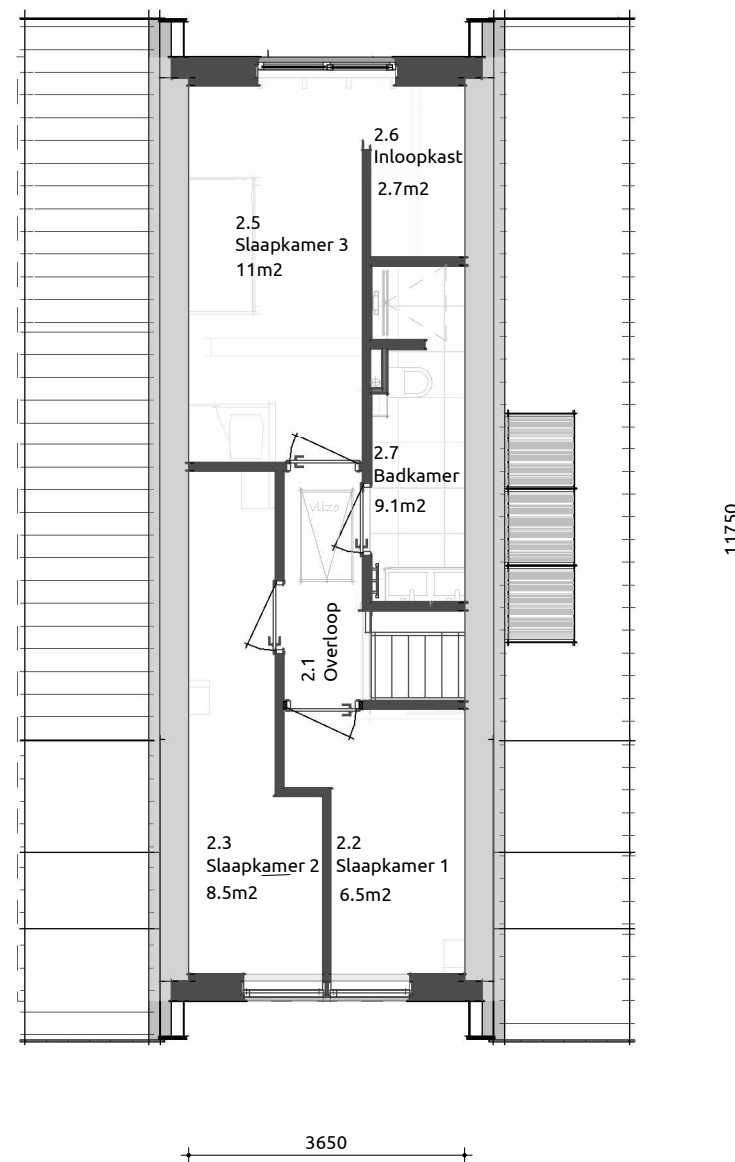 2.6
Inloopkast
2.7m2
2.5
Slaapkamer 3
11m2
2.7
Badkamer
9.1m2
vlizo
11750
2.1
Overloop
2.3
Slaapkamer 2
8.5m2
2.2
Slaapkamer 1
6.5m2
3650